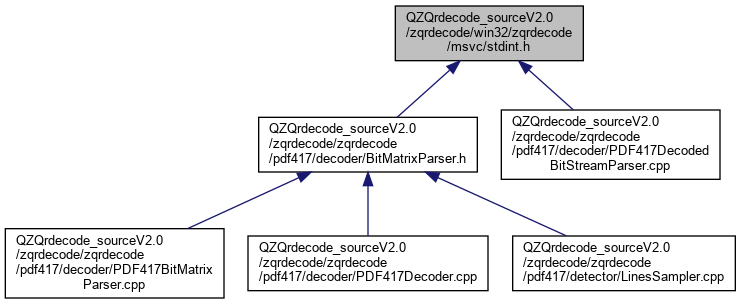 QZQrdecode_sourceV2.0
/zqrdecode/win32/zqrdecode
/msvc/stdint.h
QZQrdecode_sourceV2.0
/zqrdecode/zqrdecode
/pdf417/decoder/BitMatrixParser.h
QZQrdecode_sourceV2.0
/zqrdecode/zqrdecode
/pdf417/decoder/PDF417Decoded
BitStreamParser.cpp
QZQrdecode_sourceV2.0
/zqrdecode/zqrdecode
/pdf417/decoder/PDF417BitMatrix
Parser.cpp
QZQrdecode_sourceV2.0
/zqrdecode/zqrdecode
/pdf417/decoder/PDF417Decoder.cpp
QZQrdecode_sourceV2.0
/zqrdecode/zqrdecode
/pdf417/detector/LinesSampler.cpp